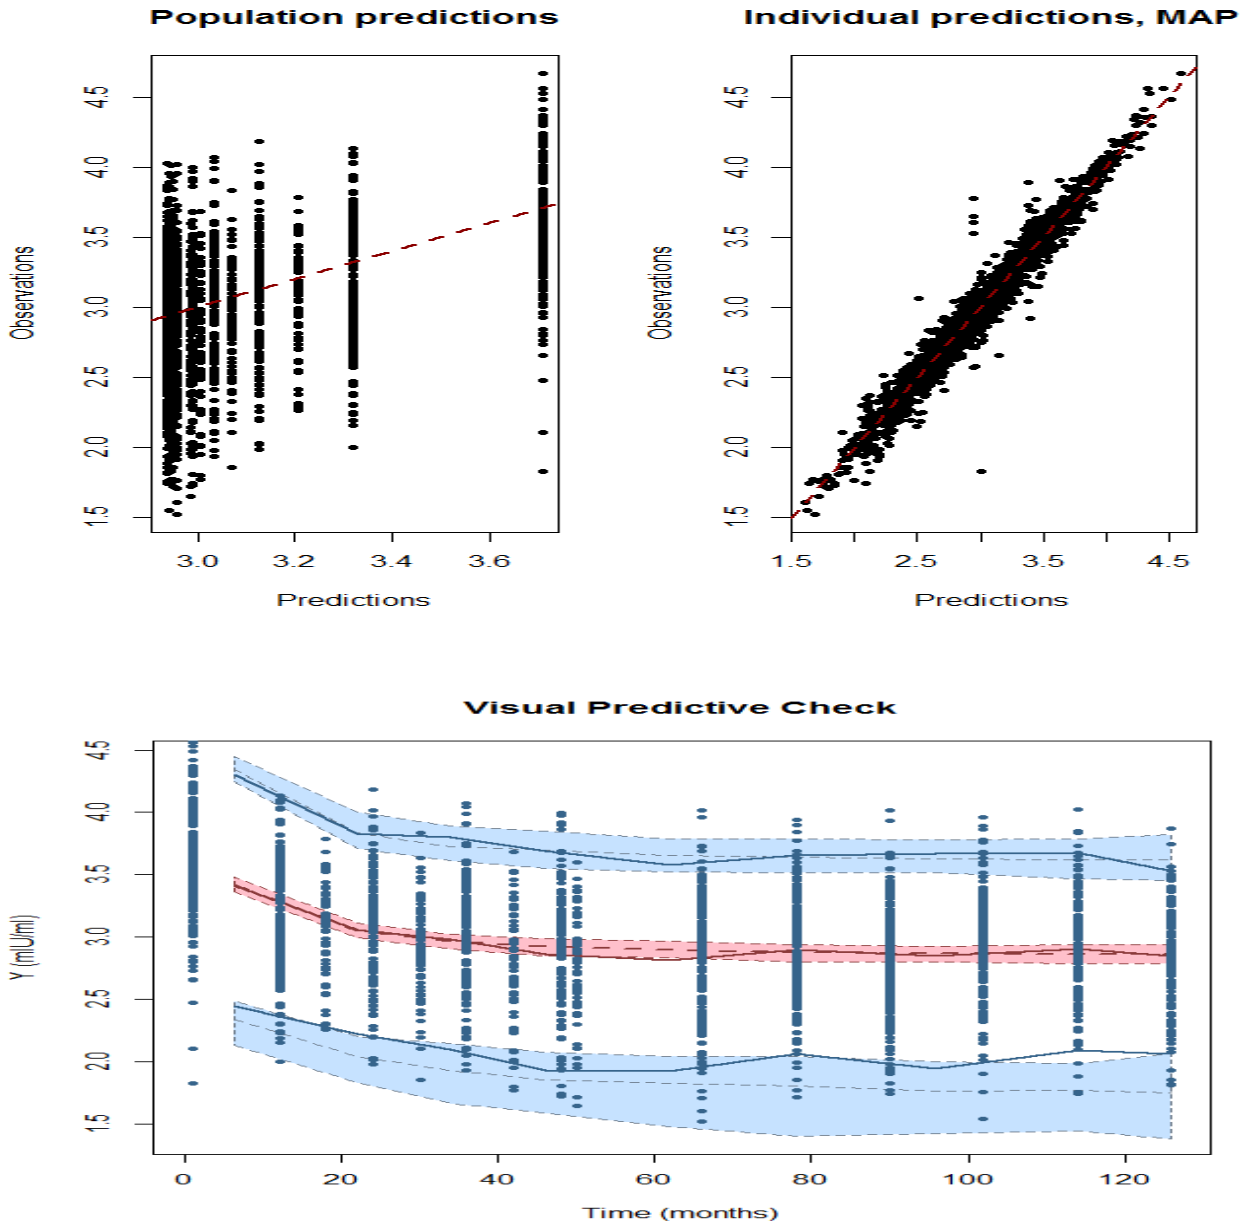 Population predictions
Individual predictions, MAP
Observations
4.5
4.0
3.5
3.0
2.5
2.0
1.5
3.0 3.2 3.4 3.6
Predictions
Observations
4.5
4.0
3.5
3.0
2.5
2.0
1.5
1.5 2.5 3.5 4.5
Predictions
Visual Predictive Check
Y (mIU/ml)
4.5
4.0
3.5
3.0
2.5
2.0
1.5
0 20 40 60 80 100 120
Time (months)